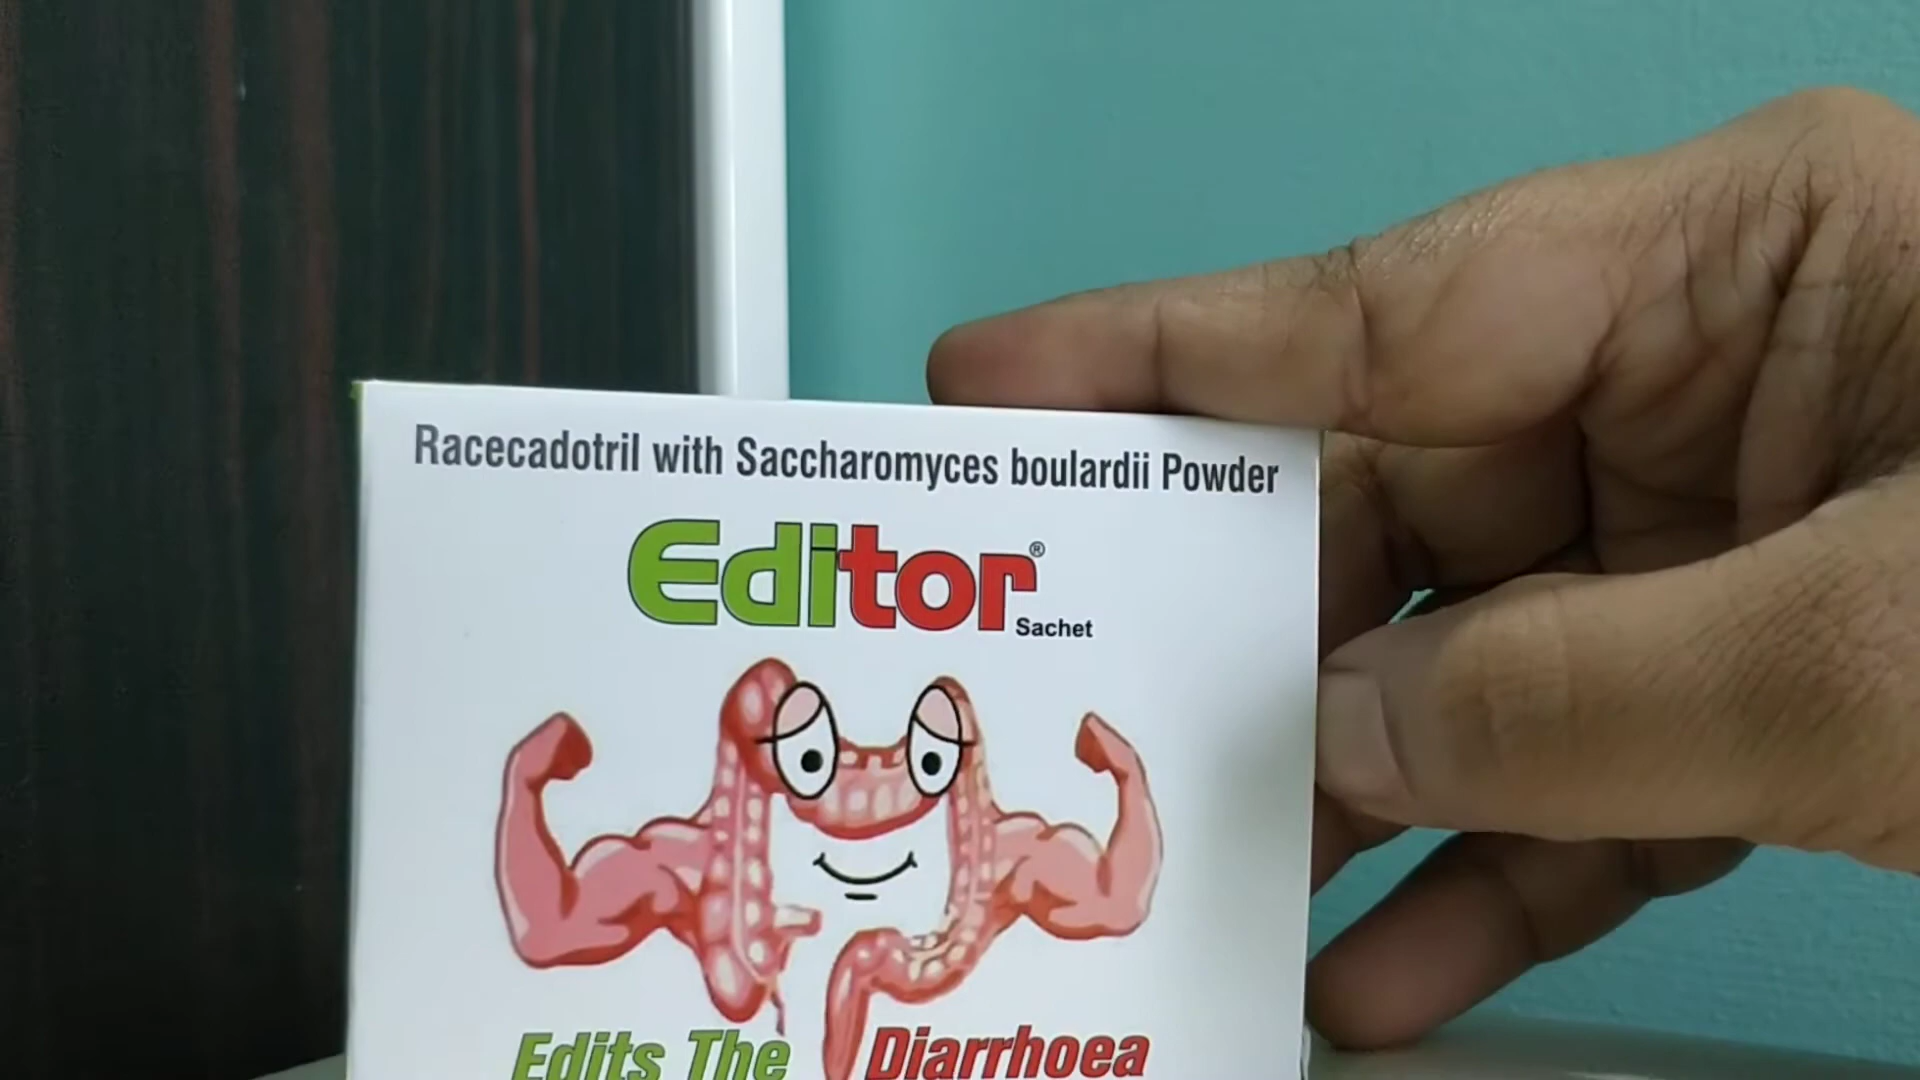 Racecadotril with Saccharomyces boulardii Powder
Editor®
Sachet
Edits The Diarrhoea